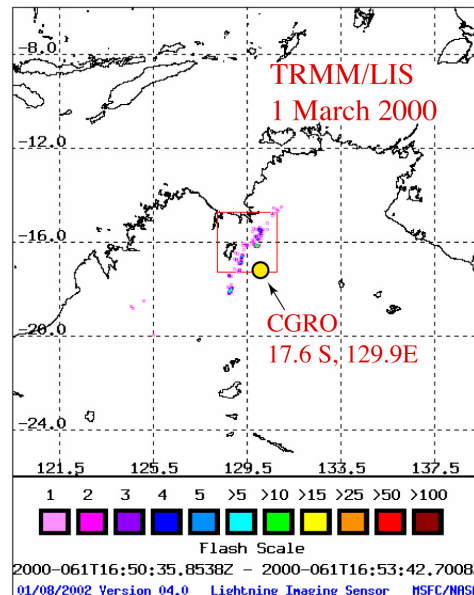 -8.0
TRMM/LIS
1 March 2000
-12.0
-16.0
CGRO
17.6 S, 129.9E
-20.0
-24.0
121.5 125.5 129.5 133.5 137.5
1 2 3 4 5 >5 >10 >15 >25 >50 >100
Flash Scale
2000-061T16:50:35.8538Z - 2000-061T16:53:42.7008
01/08/2002 Version 04.0 Lightning Imaging Sensor MSFC/NAS